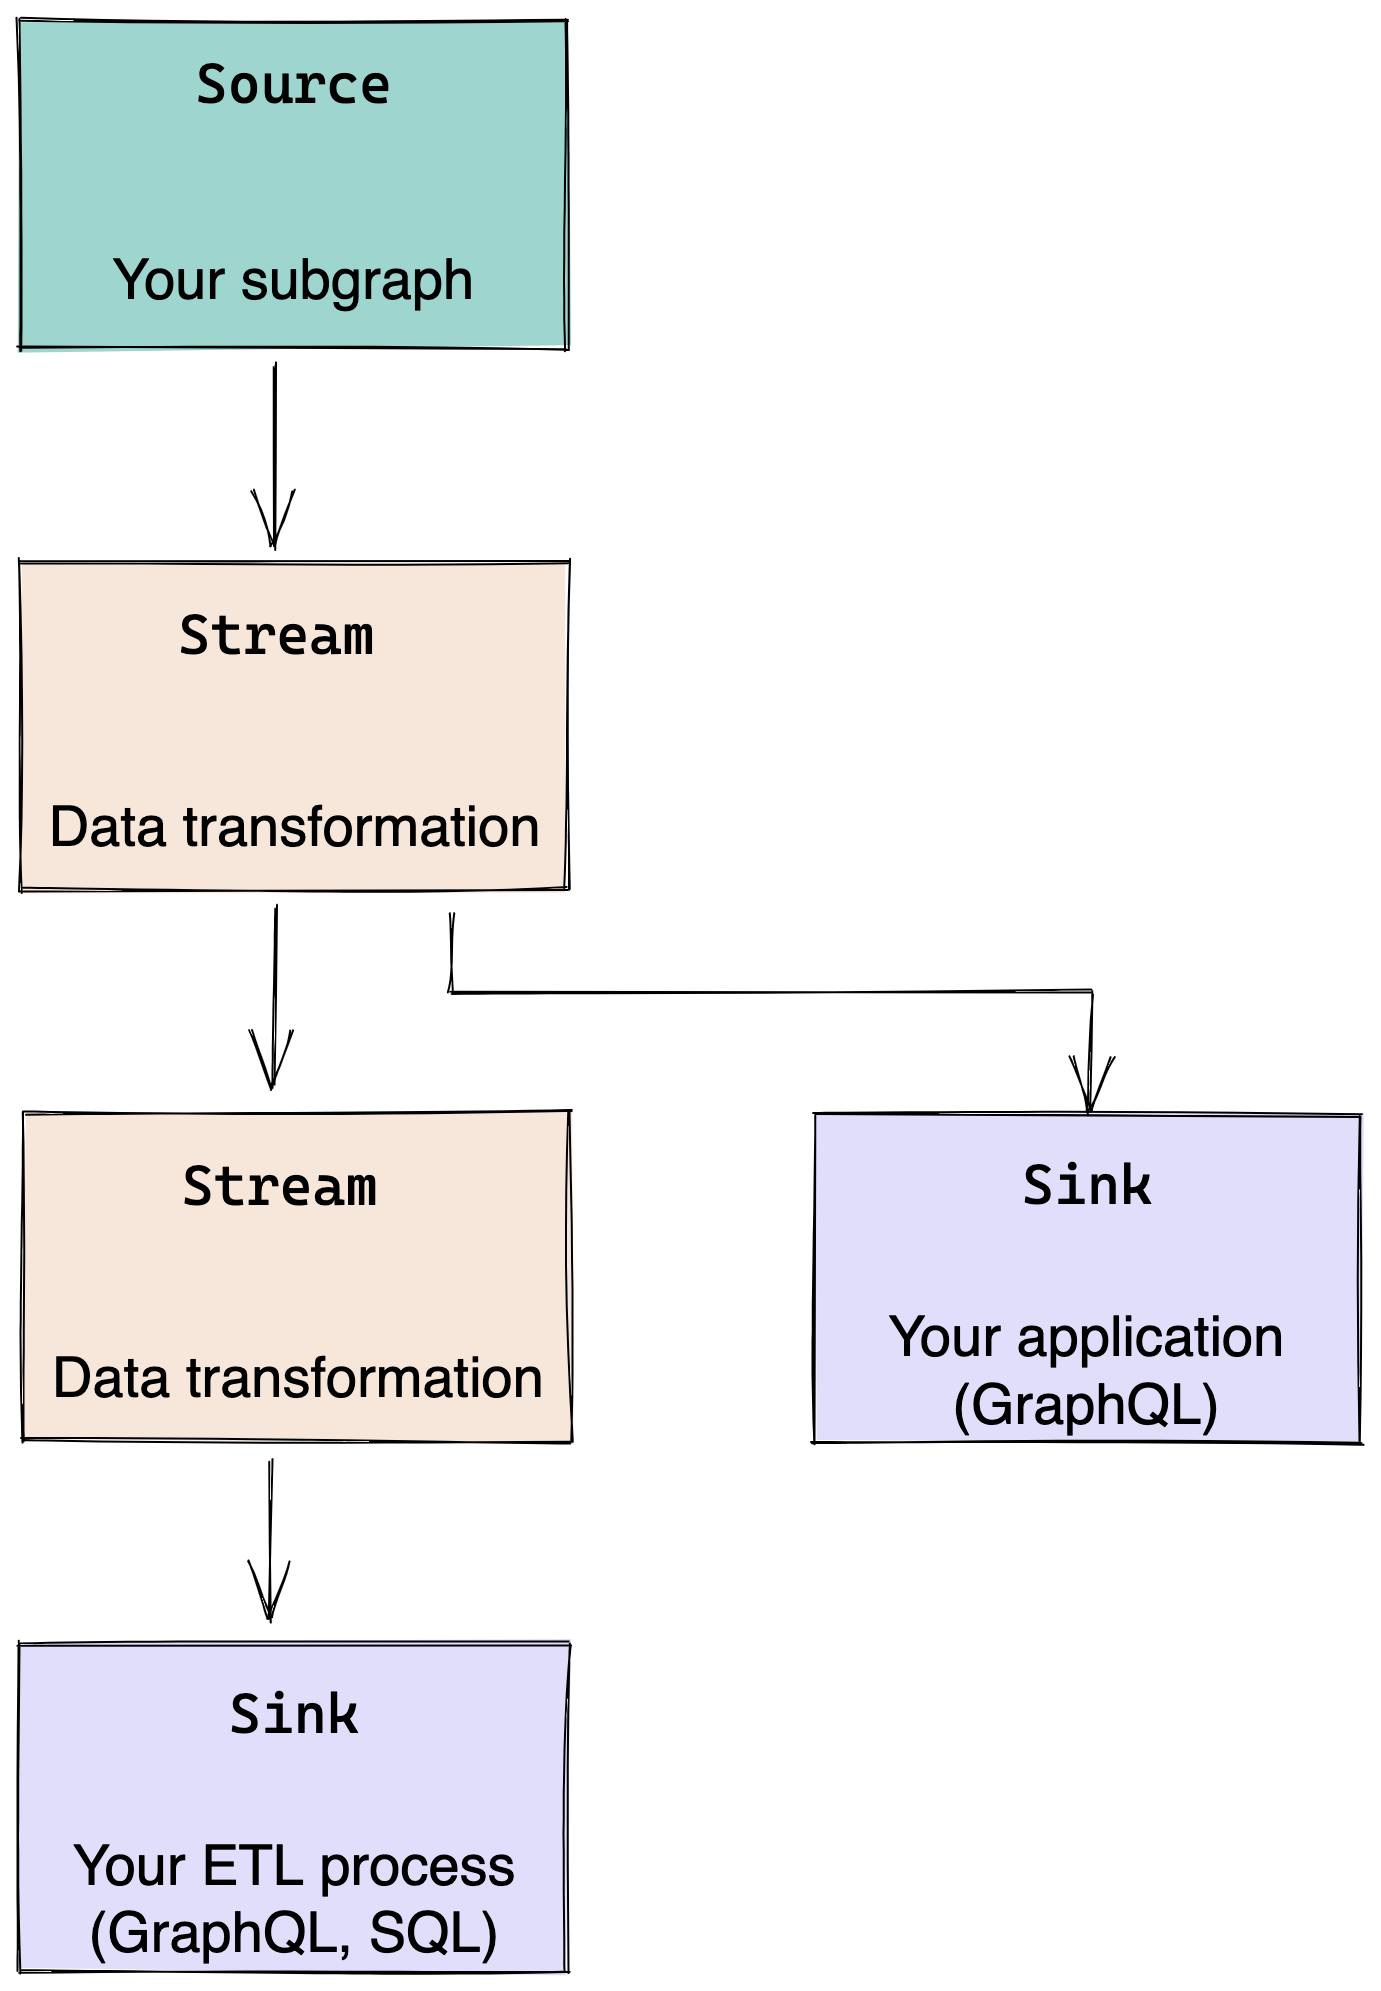 Source
Your subgraph
Stream
Data transformation
Stream
Data transformation
Sink
Your application
(GraphQL)
Sink
Your ETL process
(GraphQL, SQL)